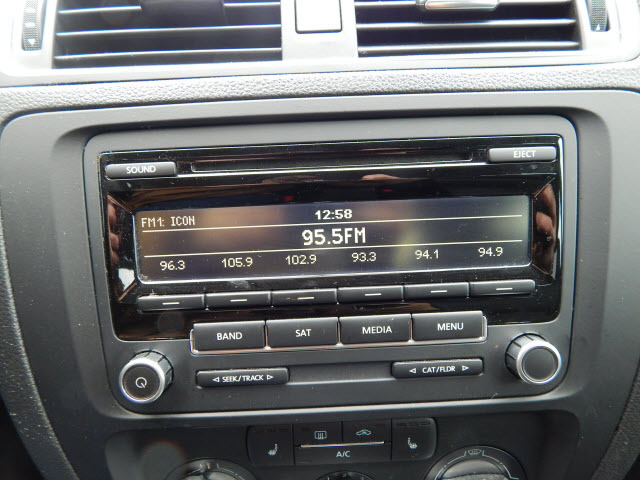 SOUND EJECT
12:58
FM1: ICON
95.5FM
96.3 105.9 102.9 93.3 94.1 94.9
BAND SAT MEDIA MENU
◁ SEEK/TRACK ▷ ◁ CAT/FLDR ▷
A/C